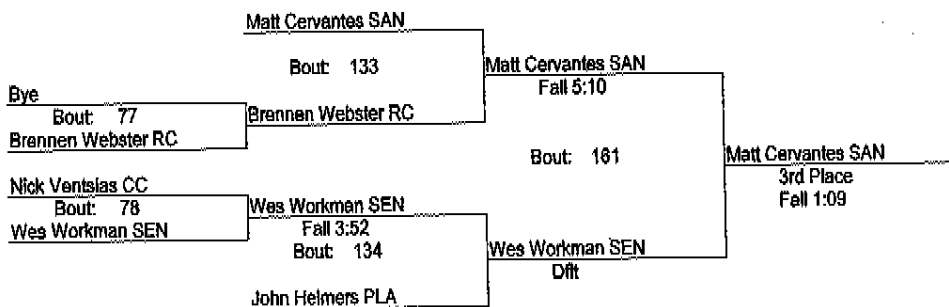 Matt Cervantes SAN
Bout: 133
Matt Cervantes SAN
Fall 5:10
Bye
Bout: 77
Brennen Webster RC
Brennen Webster RC
Bout: 161
Matt Cervantes SAN
3rd Place
Fall 1:09
Nick Ventsias CC
Bout: 78
Wes Workman SEN
Fall 3:52
Wes Workman SEN
Bout: 134
Wes Workman SEN
Dflt
John Helmers PLA